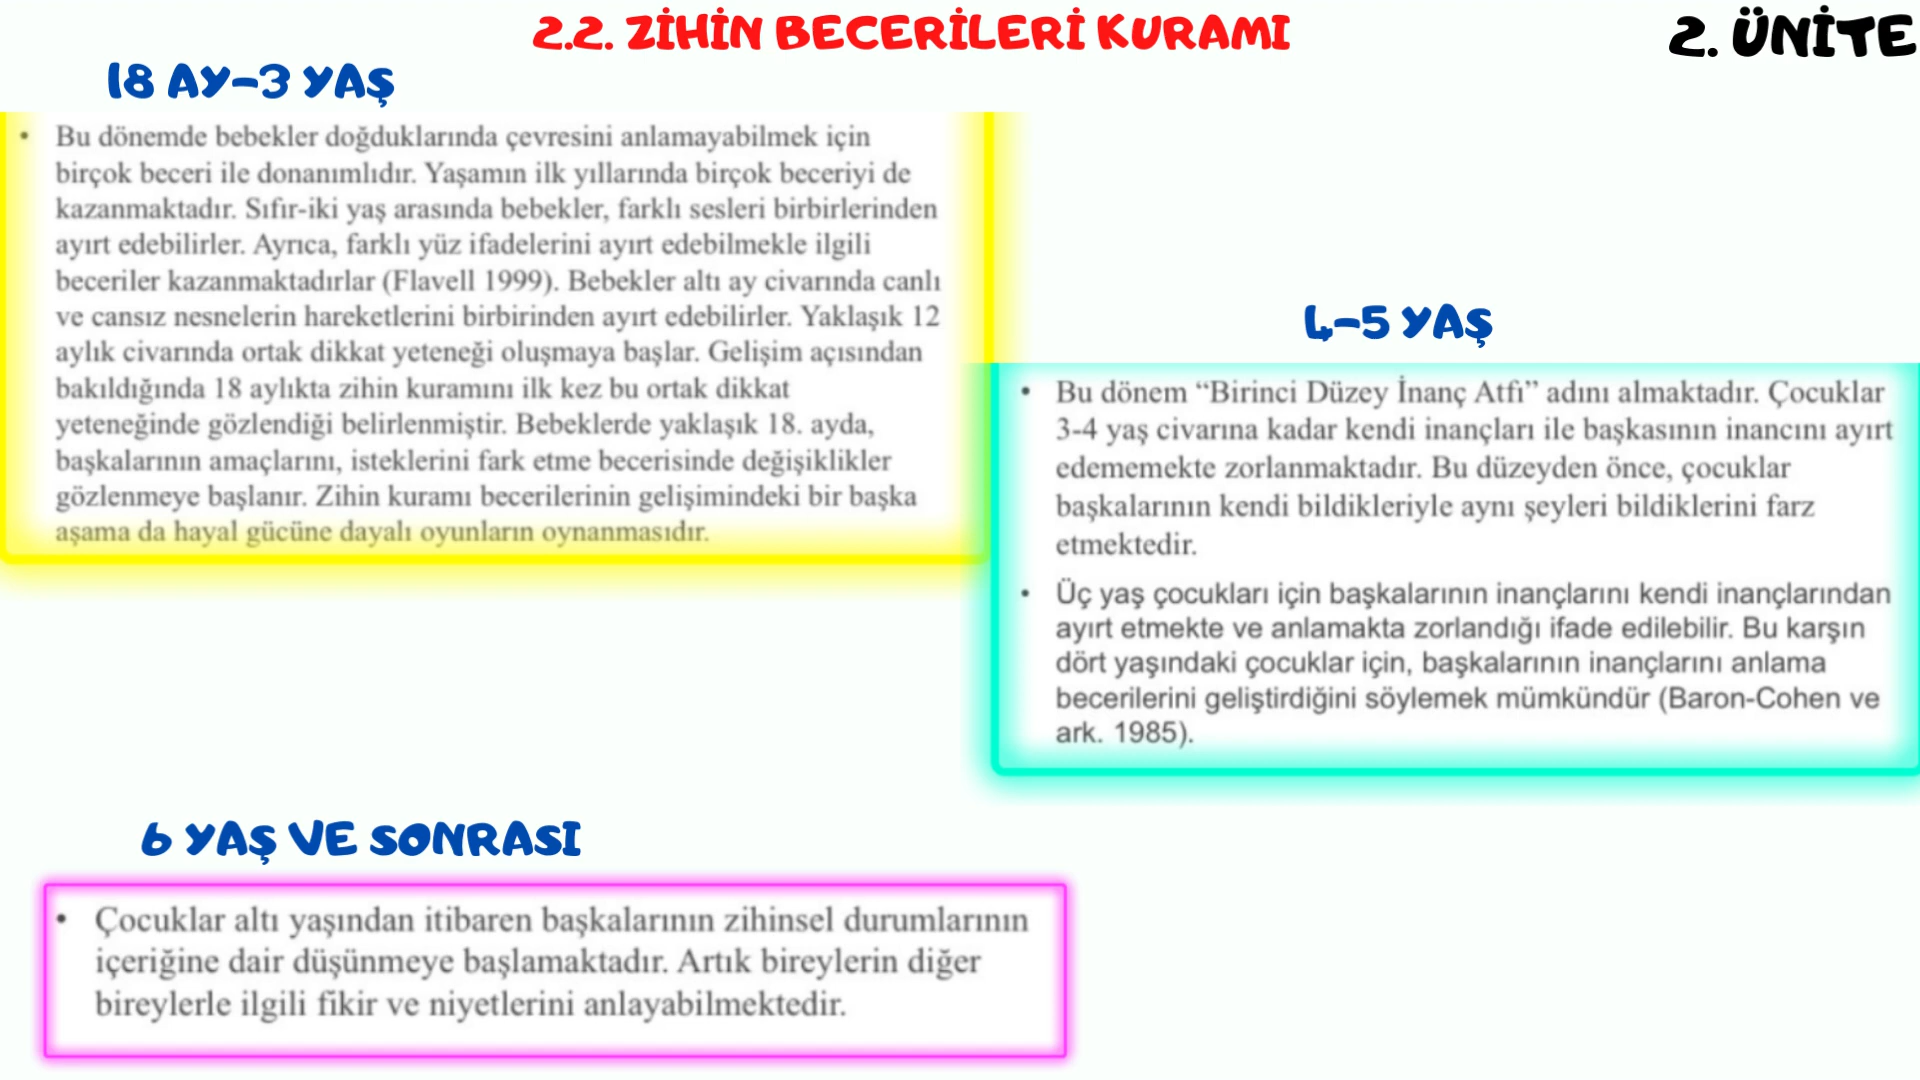 2.2. ZİHİN BECERİLERİ KURAMI
2. ÜNİTE
18 AY-3 YAŞ
• Bu dönemde bebekler doğduklarında çevresini anlamayabilmek için
birçok beceri ile donanımlıdır. Yaşamın ilk yıllarında birçok beceriyi de
kazanmaktadır. Sıfır-iki yaş arasında bebekler, farklı sesleri birbirlerinden
ayırt edebilirler. Ayrıca, farklı yüz ifadelerini ayırt edebilmekle ilgili
beceriler kazanmaktadırlar (Flavell 1999). Bebekler altı ay civarında canlı
ve cansız nesnelerin hareketlerini birbirinden ayırt edebilirler. Yaklaşık 12
aylık civarında ortak dikkat yeteneği oluşmaya başlar. Gelişim açısından
bakıldığında 18 aylıkta zihin kuramını ilk kez bu ortak dikkat
yeteneğinde gözlendiği belirlenmiştir. Bebeklerde yaklaşık 18. ayda,
başkalarının amaçlarını, isteklerini fark etme becerisinde değişiklikler
gözlenmeye başlanır. Zihin kuramı becerilerinin gelişimindeki bir başka
aşama da hayal gücüne dayalı oyunların oynanmasıdır.
4-5 YAŞ
• Bu dönem “Birinci Düzey İnanç Atfı” adını almaktadır. Çocuklar
3-4 yaş civarına kadar kendi inançları ile başkasının inancını ayırt
edememekte zorlanmaktadır. Bu düzeyden önce, çocuklar
başkalarının kendi bildikleriyle aynı şeyleri bildiklerini farz
etmektedir.
• Üç yaş çocukları için başkalarının inançlarını kendi inançlarından
ayırt etmekte ve anlamakta zorlandığı ifade edilebilir. Bu karşın
dört yaşındaki çocuklar için, başkalarının inançlarını anlama
becerilerini geliştirdiğini söylemek mümkündür (Baron-Cohen ve
ark. 1985).
6 YAŞ VE SONRASI
• Çocuklar altı yaşından itibaren başkalarının zihinsel durumlarının
içeriğine dair düşünmeye başlamaktadır. Artık bireylerin diğer
bireylerle ilgili fikir ve niyetlerini anlayabilmektedir.